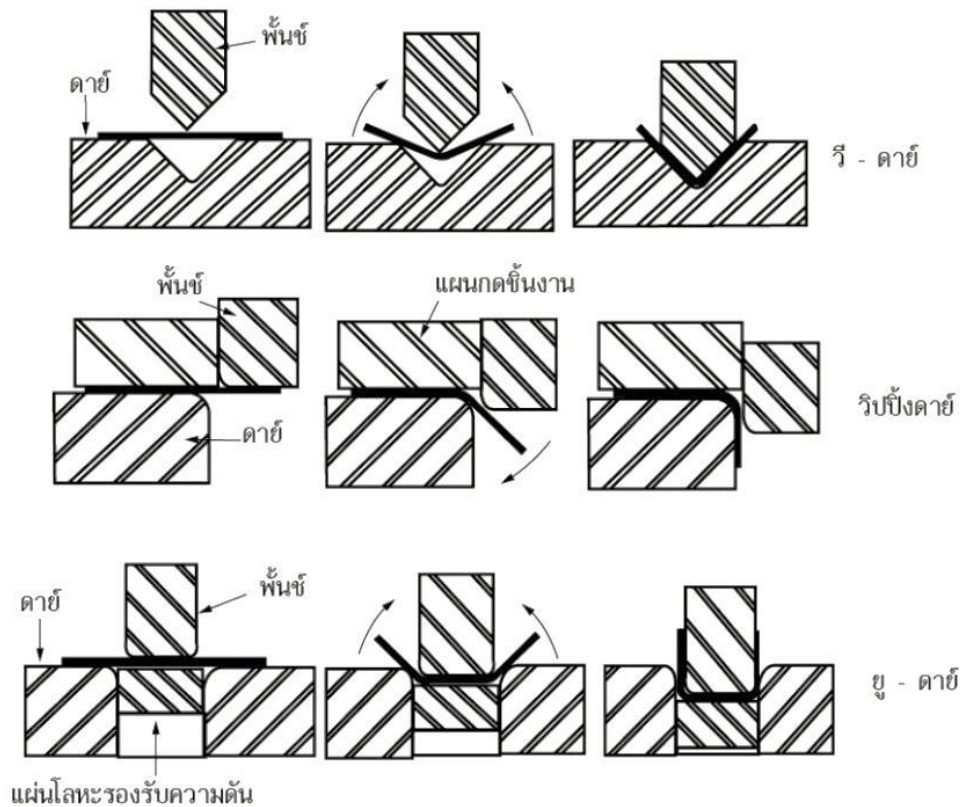 พั้นช์
ดาย์
วี - ดาย์
พั้นช์
แผนกดชิ้นงาน
ดาย์
วิปปิ้งดาย์
ดาย์
พั้นช์
ยู - ดาย์
แผ่นโลหะรองรับความดัน